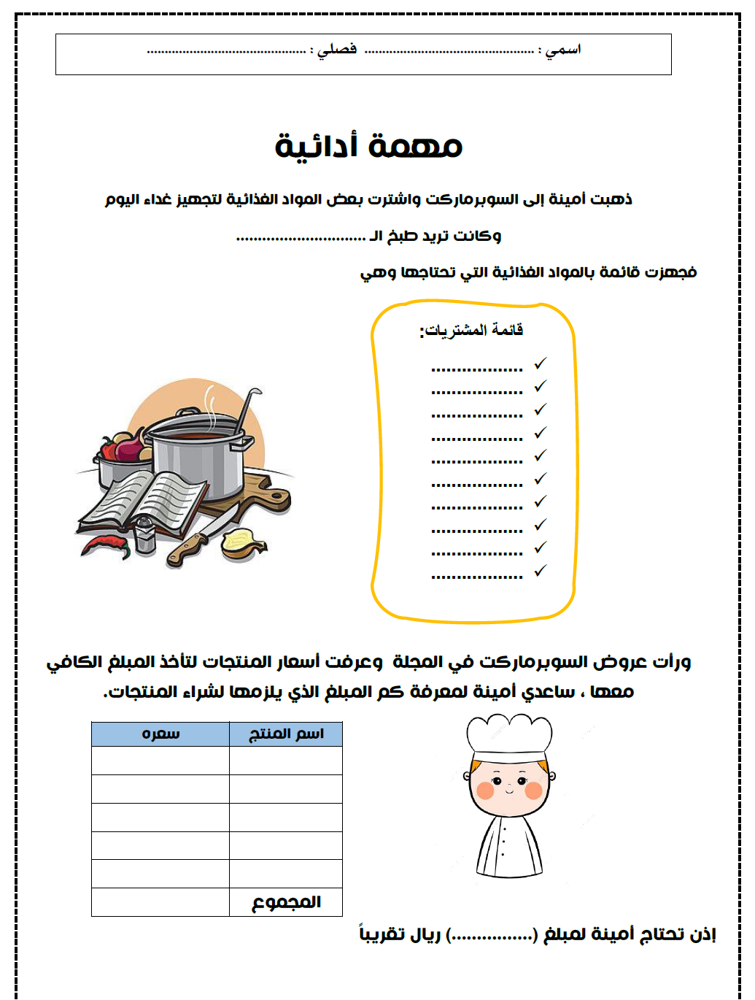 اسمي : ................................................ فصلي : .............................................
مهمة أدائية
ذهبت أمينة إلى السوبرماركت واشترت بعض المواد الغذائية لتجهيز غداء اليوم
وكانت تريد طبخ الـ ..............................
فجهزت قائمة بالمواد الغذائية التي تحتاجها وهي
قائمة المشتريات:
✓ ..................
✓ ..................
✓ ..................
✓ ..................
✓ ..................
✓ ..................
✓ ..................
✓ ..................
✓ ..................
✓ ..................
ورأت عروض السوبرماركت في المجلة وعرفت أسعار المنتجات لتأخذ المبلغ الكافي
معها ، ساعدي أمينة لمعرفة كم المبلغ الذي يلزمها لشراء المنتجات.
اسم المنتج سعره
المجموع
إذن تحتاج أمينة لمبلغ (................) ريال تقريباً